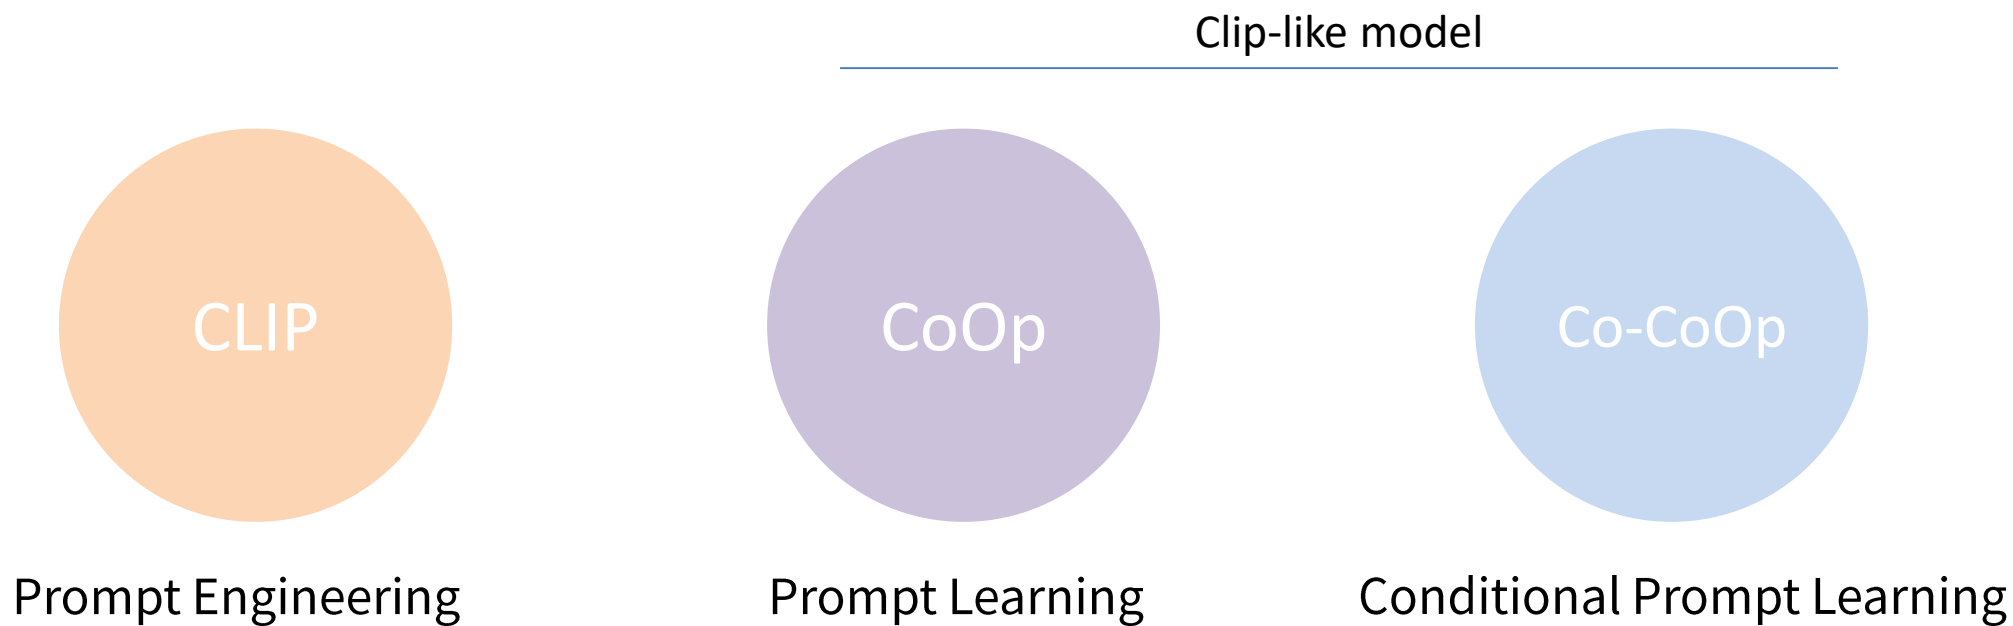 Clip-like model
CLIP
CoOp
Co-CoOp
Prompt Engineering
Prompt Learning
Conditional Prompt Learning